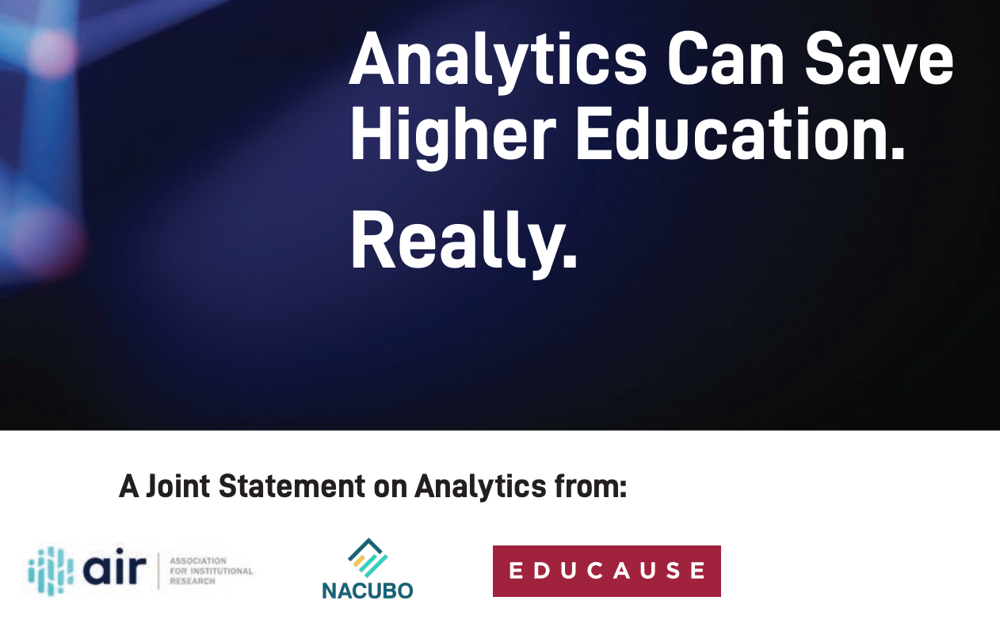 Analytics Can Save
Higher Education.
Really.
A Joint Statement on Analytics from:
air
ASSOCIATION
FOR INSTITUTIONAL
RESEARCH
NACUBO
EDUCAUSE